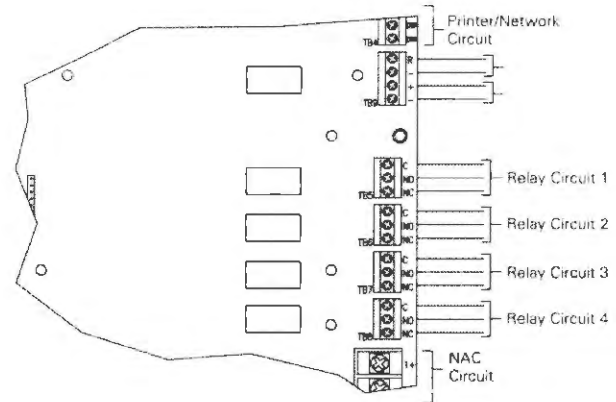 Printer/Network
Circuit
TB4
R
-
+
-
TB9
C
NO
NC
TB5
Relay Circuit 1
C
NO
NC
TB6
Relay Circuit 2
C
NO
NC
TB7
Relay Circuit 3
C
NO
NC
TB8
Relay Circuit 4
1+
NAC
Circuit